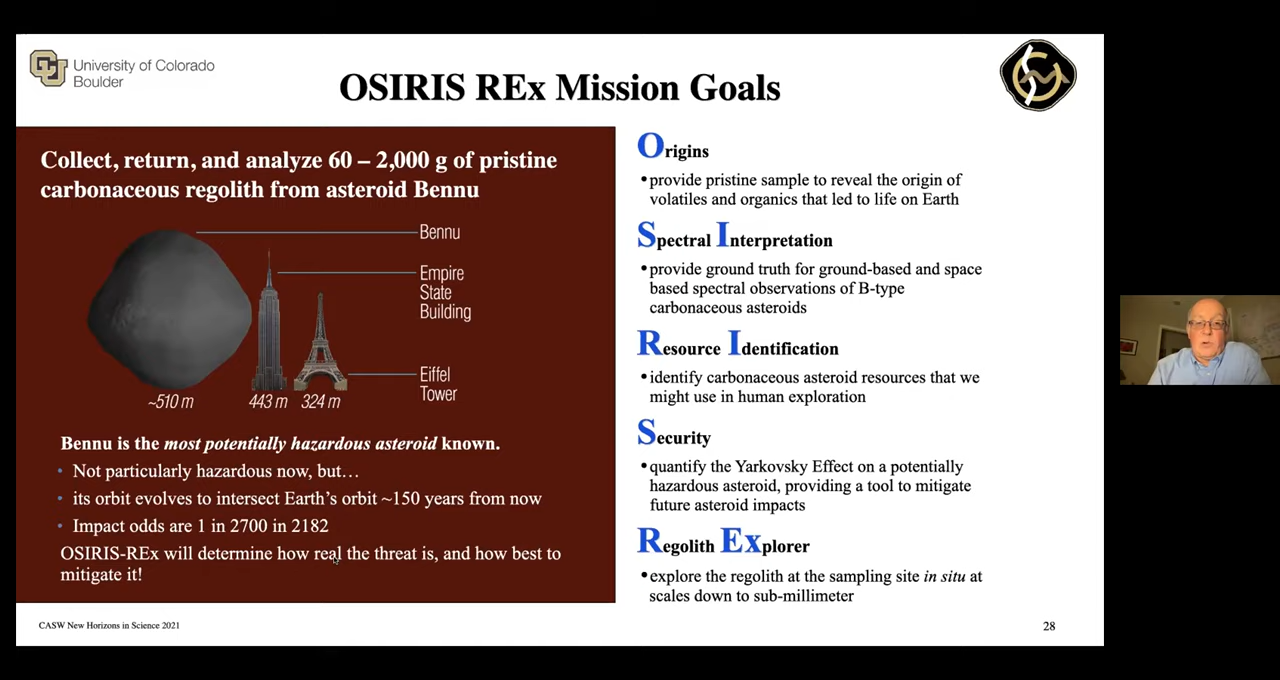 University of Colorado
Boulder
OSIRIS REx Mission Goals
Collect, return, and analyze 60 – 2,000 g of pristine
carbonaceous regolith from asteroid Bennu
Bennu
Empire
State
Building
Eiffel
Tower
~510 m
443 m
324 m
Bennu is the most potentially hazardous asteroid known.
• Not particularly hazardous now, but…
• its orbit evolves to intersect Earth's orbit ~150 years from now
• Impact odds are 1 in 2700 in 2182
OSIRIS-REx will determine how real the threat is, and how best to
mitigate it!
Origins
•provide pristine sample to reveal the origin of
volatiles and organics that led to life on Earth
Spectral Interpretation
•provide ground truth for ground-based and space
based spectral observations of B-type
carbonaceous asteroids
Resource Identification
•identify carbonaceous asteroid resources that we
might use in human exploration
Security
•quantify the Yarkovsky Effect on a potentially
hazardous asteroid, providing a tool to mitigate
future asteroid impacts
Regolith Explorer
•explore the regolith at the sampling site in situ at
scales down to sub-millimeter
CASW New Horizons in Science 2021
28